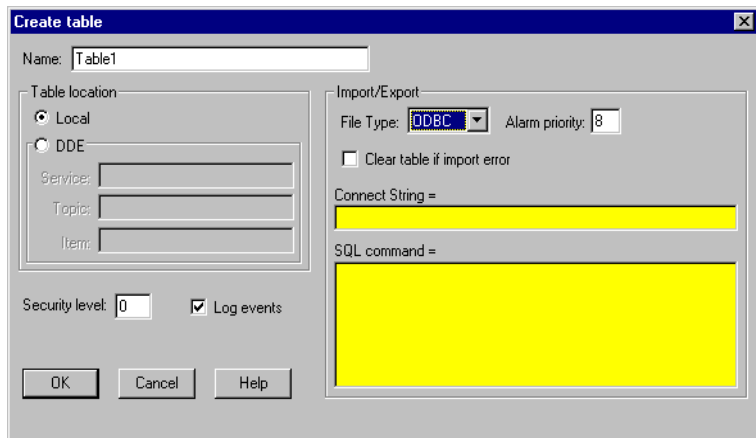 Create table
Name: Table1
Table location
Local
DDE
Service:
Topic:
Item:
Security level: 0
Log events
OK Cancel Help
Import/Export
File Type: ODBC Alarm priority: 8
Clear table if import error
Connect String =
SQL command =